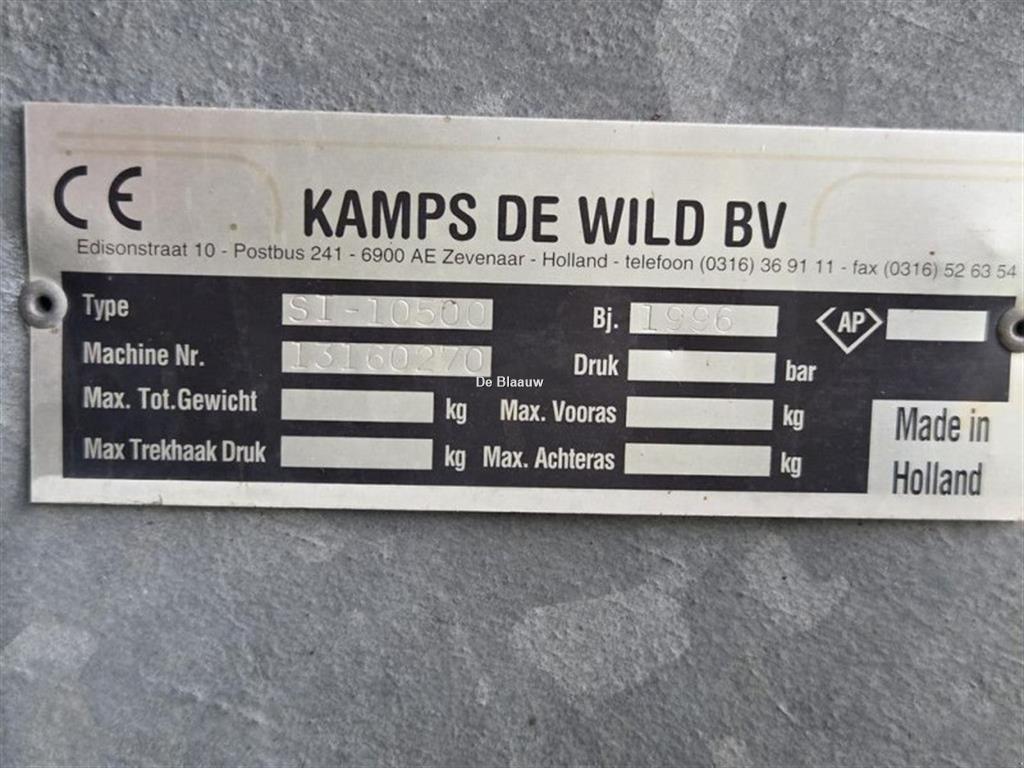 CE KAMPS DE WILD BV
Edisonstraat 10 - Postbus 241 - 6900 AE Zevenaar - Holland - telefoon (0316) 36 91 11 - fax (0316) 52 63 54
Type SI-10500 Bj. 1996 AP
Machine Nr. 13160270 Druk bar
De Blaauw
Max. Tot.Gewicht kg Max. Vooras kg
Max Trekhaak Druk kg Max. Achteras kg
Made in
Holland